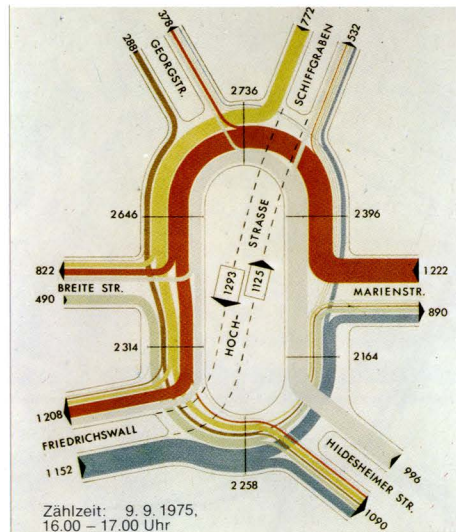 378
772
532
288
GEORGSTR.
SCHIFFGRABEN
2736
2646
2396
STRASSE
1293
1125
HOCH-
822
BREITE STR.
490
1222
MARIENSTR.
890
2314
2164
1208
FRIEDRICHSWALL
1152
2258
996
HILDESHEIMER STR.
1090
Zählzeit: 9. 9. 1975,
16.00 – 17.00 Uhr